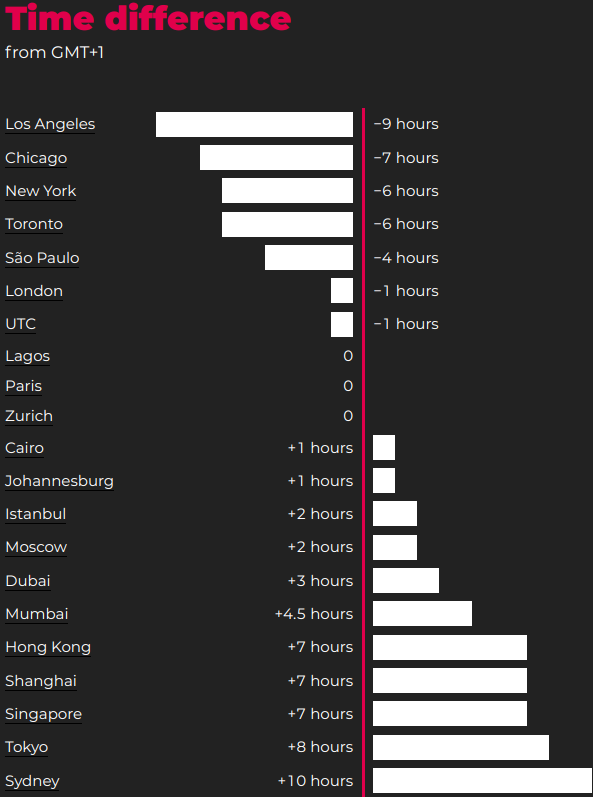 Time difference
from GMT+1
Los Angeles −9 hours
Chicago −7 hours
New York −6 hours
Toronto −6 hours
São Paulo −4 hours
London −1 hours
UTC −1 hours
Lagos 0
Paris 0
Zurich 0
Cairo +1 hours
Johannesburg +1 hours
Istanbul +2 hours
Moscow +2 hours
Dubai +3 hours
Mumbai +4.5 hours
Hong Kong +7 hours
Shanghai +7 hours
Singapore +7 hours
Tokyo +8 hours
Sydney +10 hours